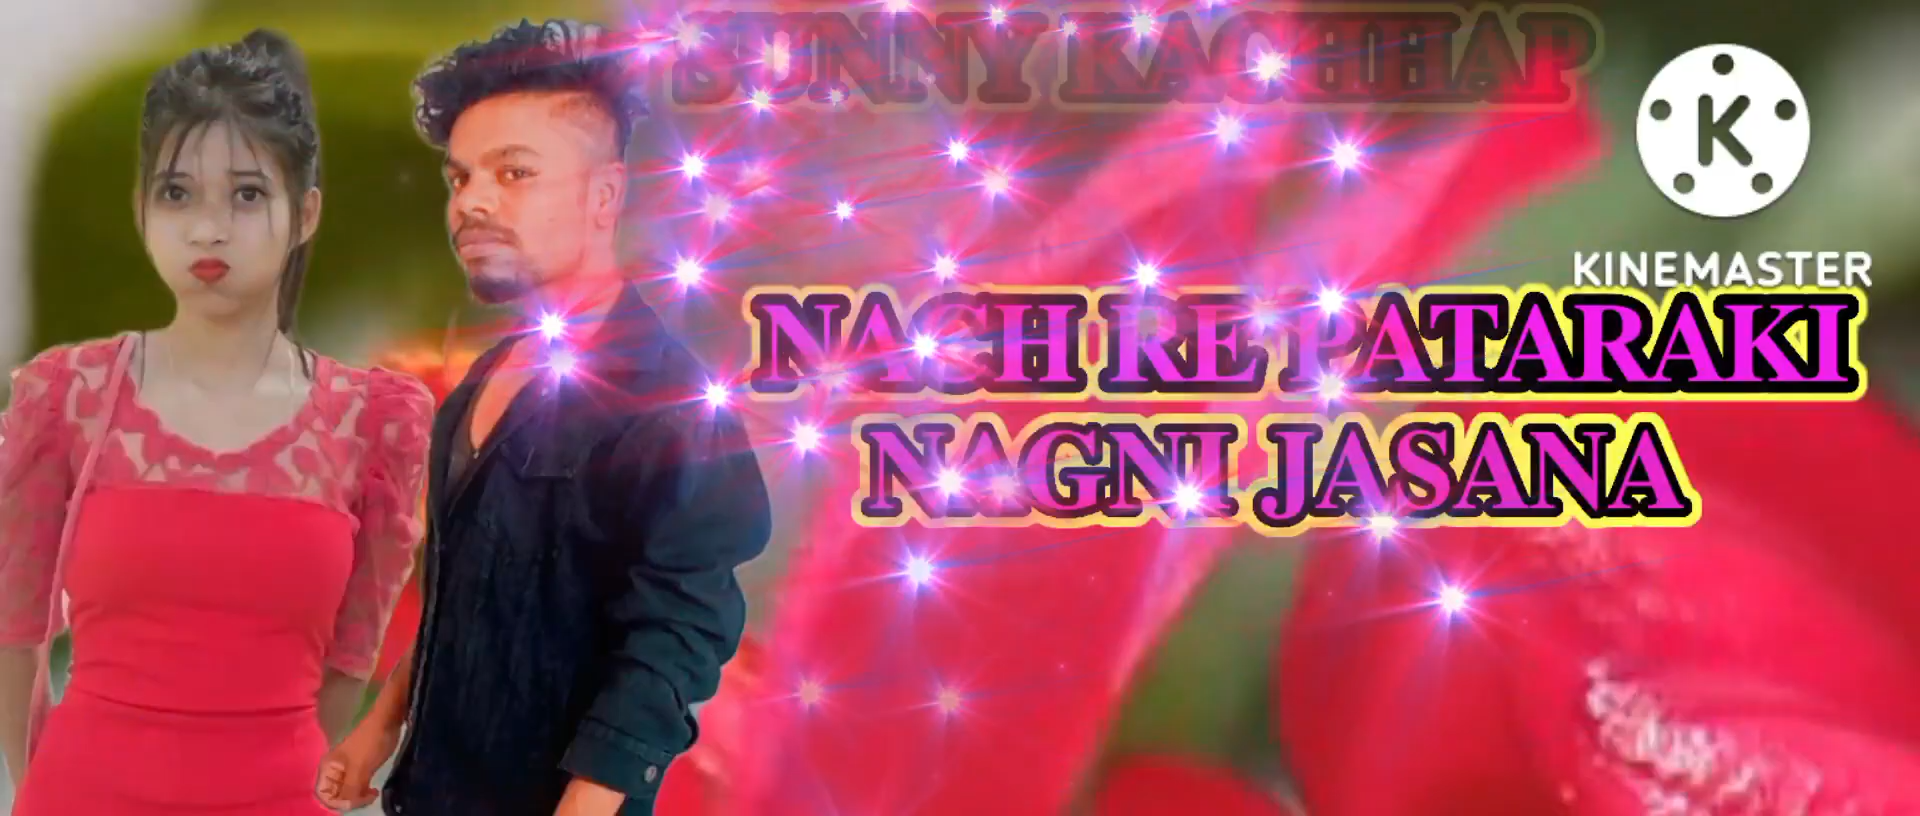 SUNNY KACHHAP
K
KINEMASTER
NACH RE PATARAKI
NAGNI JASANA